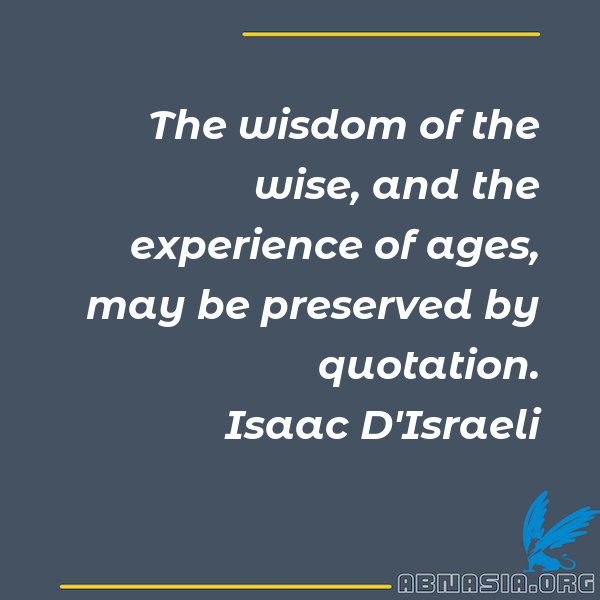 The wisdom of the
wise, and the
experience of ages,
may be preserved by
quotation.
Isaac D'Israeli
ABNASIA.ORG